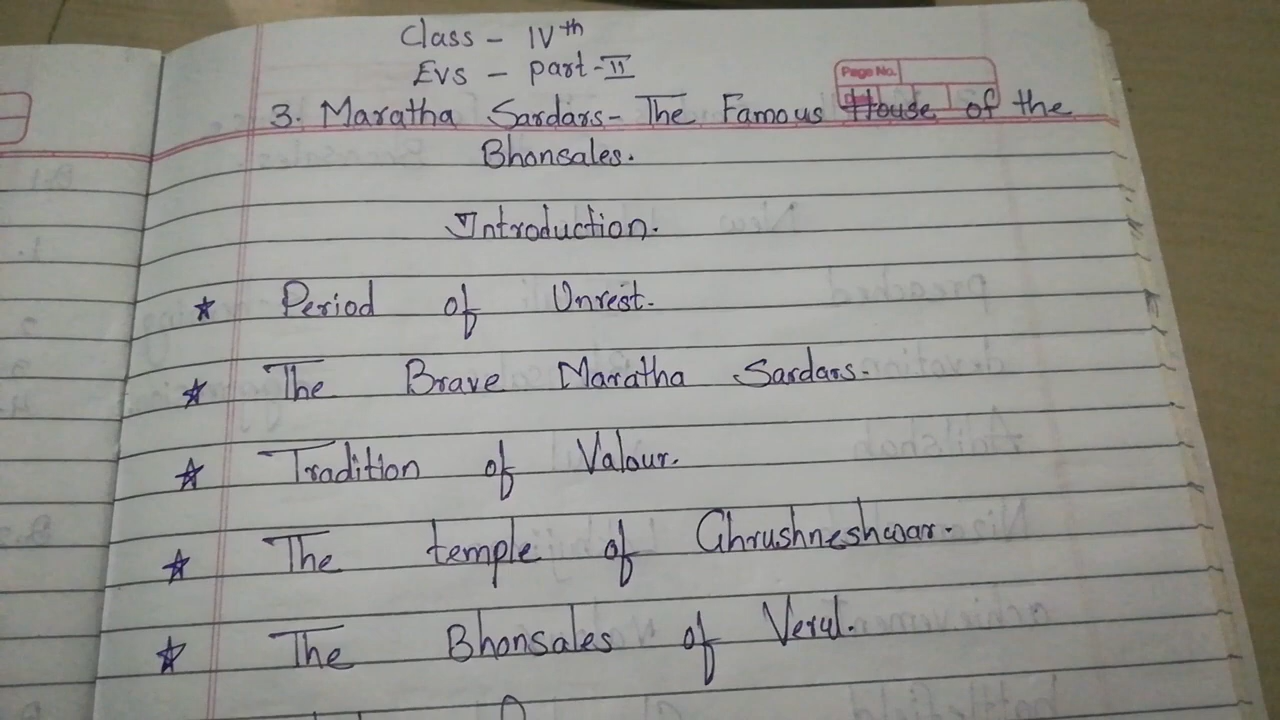 Class - IVth
EVS - Part-II
Page No.
3. Maratha Sardars- The Famous House of the
Bhonsales.
Introduction.
☆ Period of Unrest.
☆ The Brave Maratha Sardars.
☆ Tradition of Valour.
☆ The temple of Ghrushneshwar.
☆ The Bhonsales of Verul.